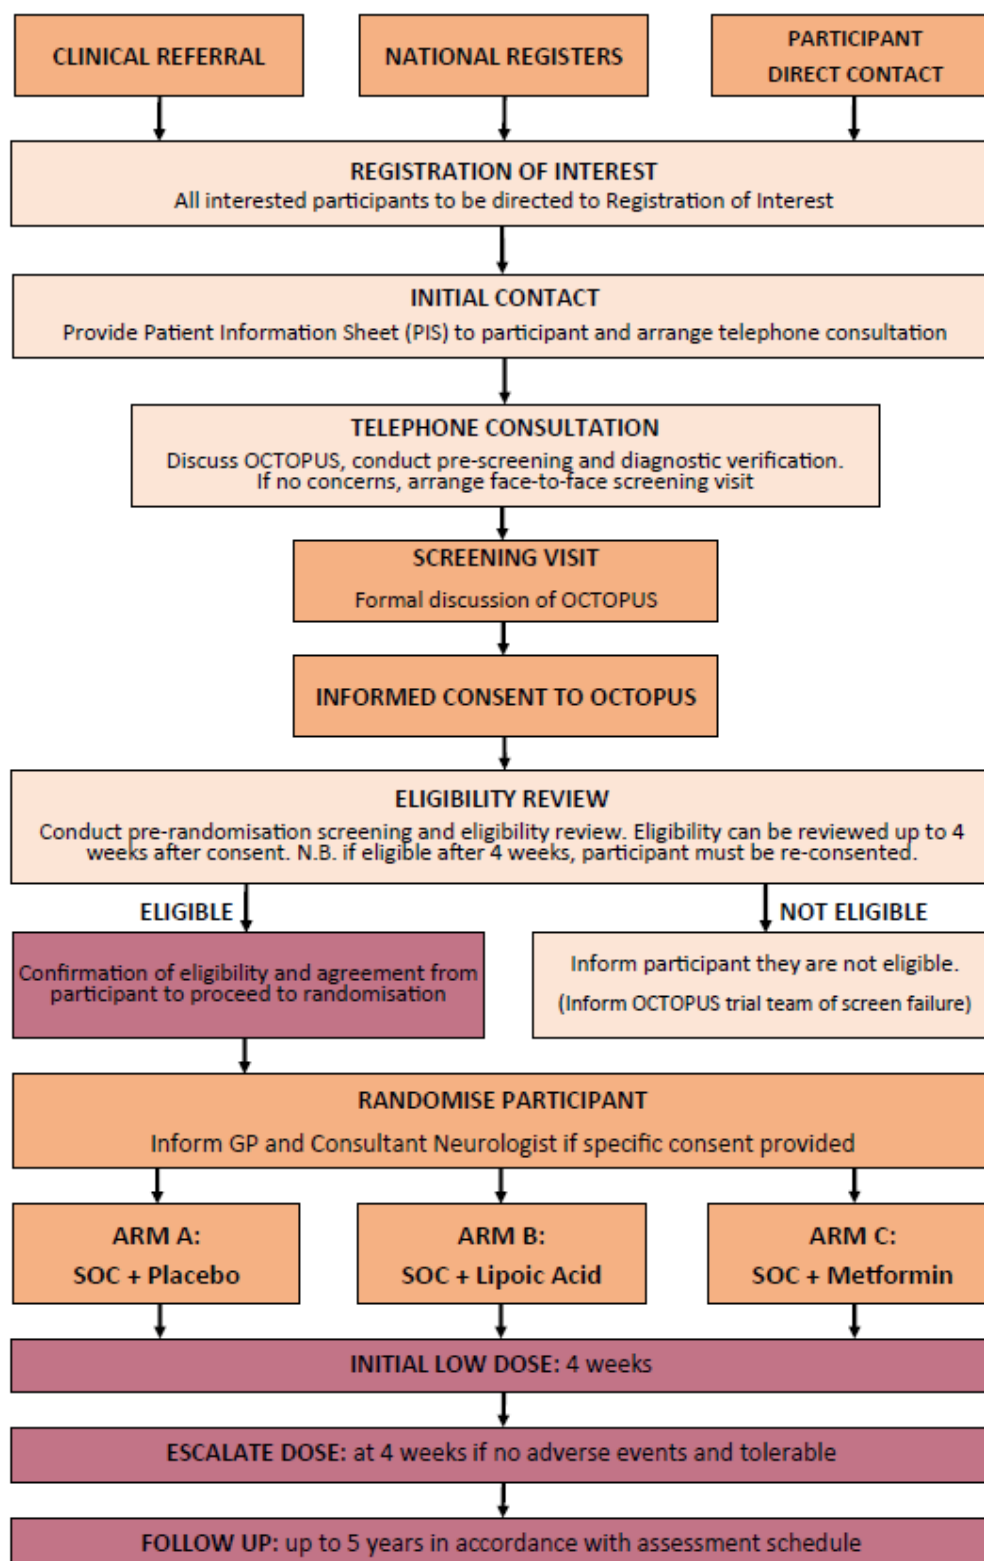 CLINICAL REFERRAL
NATIONAL REGISTERS
PARTICIPANT
DIRECT CONTACT
REGISTRATION OF INTEREST
All interested participants to be directed to Registration of Interest
INITIAL CONTACT
Provide Patient Information Sheet (PIS) to participant and arrange telephone consultation
TELEPHONE CONSULTATION
Discuss OCTOPUS, conduct pre-screening and diagnostic verification.
If no concerns, arrange face-to-face screening visit
SCREENING VISIT
Formal discussion of OCTOPUS
INFORMED CONSENT TO OCTOPUS
ELIGIBILITY REVIEW
Conduct pre-randomisation screening and eligibility review. Eligibility can be reviewed up to 4
weeks after consent. N.B. if eligible after 4 weeks, participant must be re-consented.
ELIGIBLE
NOT ELIGIBLE
Confirmation of eligibility and agreement from
participant to proceed to randomisation
Inform participant they are not eligible.
(Inform OCTOPUS trial team of screen failure)
RANDOMISE PARTICIPANT
Inform GP and Consultant Neurologist if specific consent provided
ARM A:
SOC + Placebo
ARM B:
SOC + Lipoic Acid
ARM C:
SOC + Metformin
INITIAL LOW DOSE: 4 weeks
ESCALATE DOSE: at 4 weeks if no adverse events and tolerable
FOLLOW UP: up to 5 years in accordance with assessment schedule